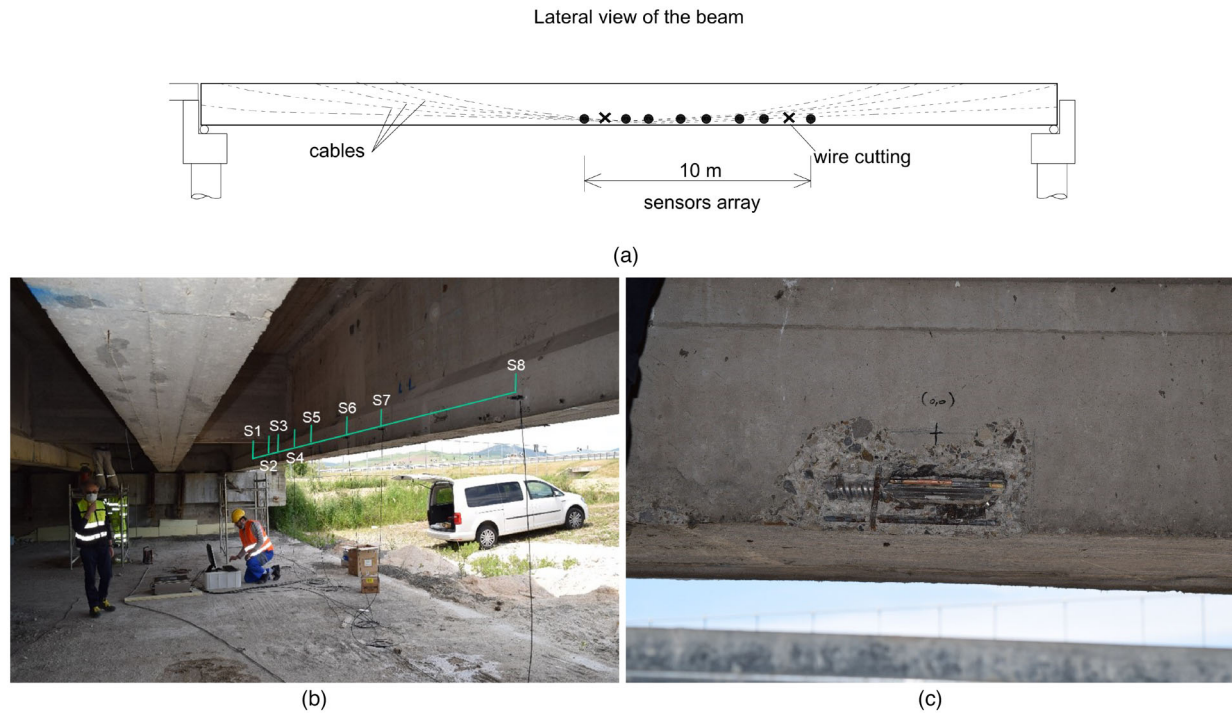 Lateral view of the beam
cables
wire cutting
10 m
sensors array
(a)
S1
S2
S3
S4
S5
S6
S7
S8
(0,0)
(b)
(c)